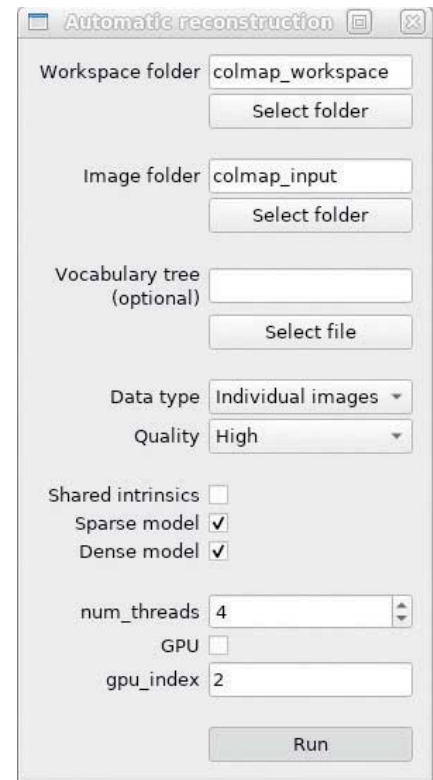 Automatic reconstruction
Workspace folder colmap_workspace
Select folder
Image folder colmap_input
Select folder
Vocabulary tree
(optional)
Select file
Data type Individual images
Quality High
Shared intrinsics
Sparse model
Dense model
num_threads 4
GPU
gpu_index 2
Run